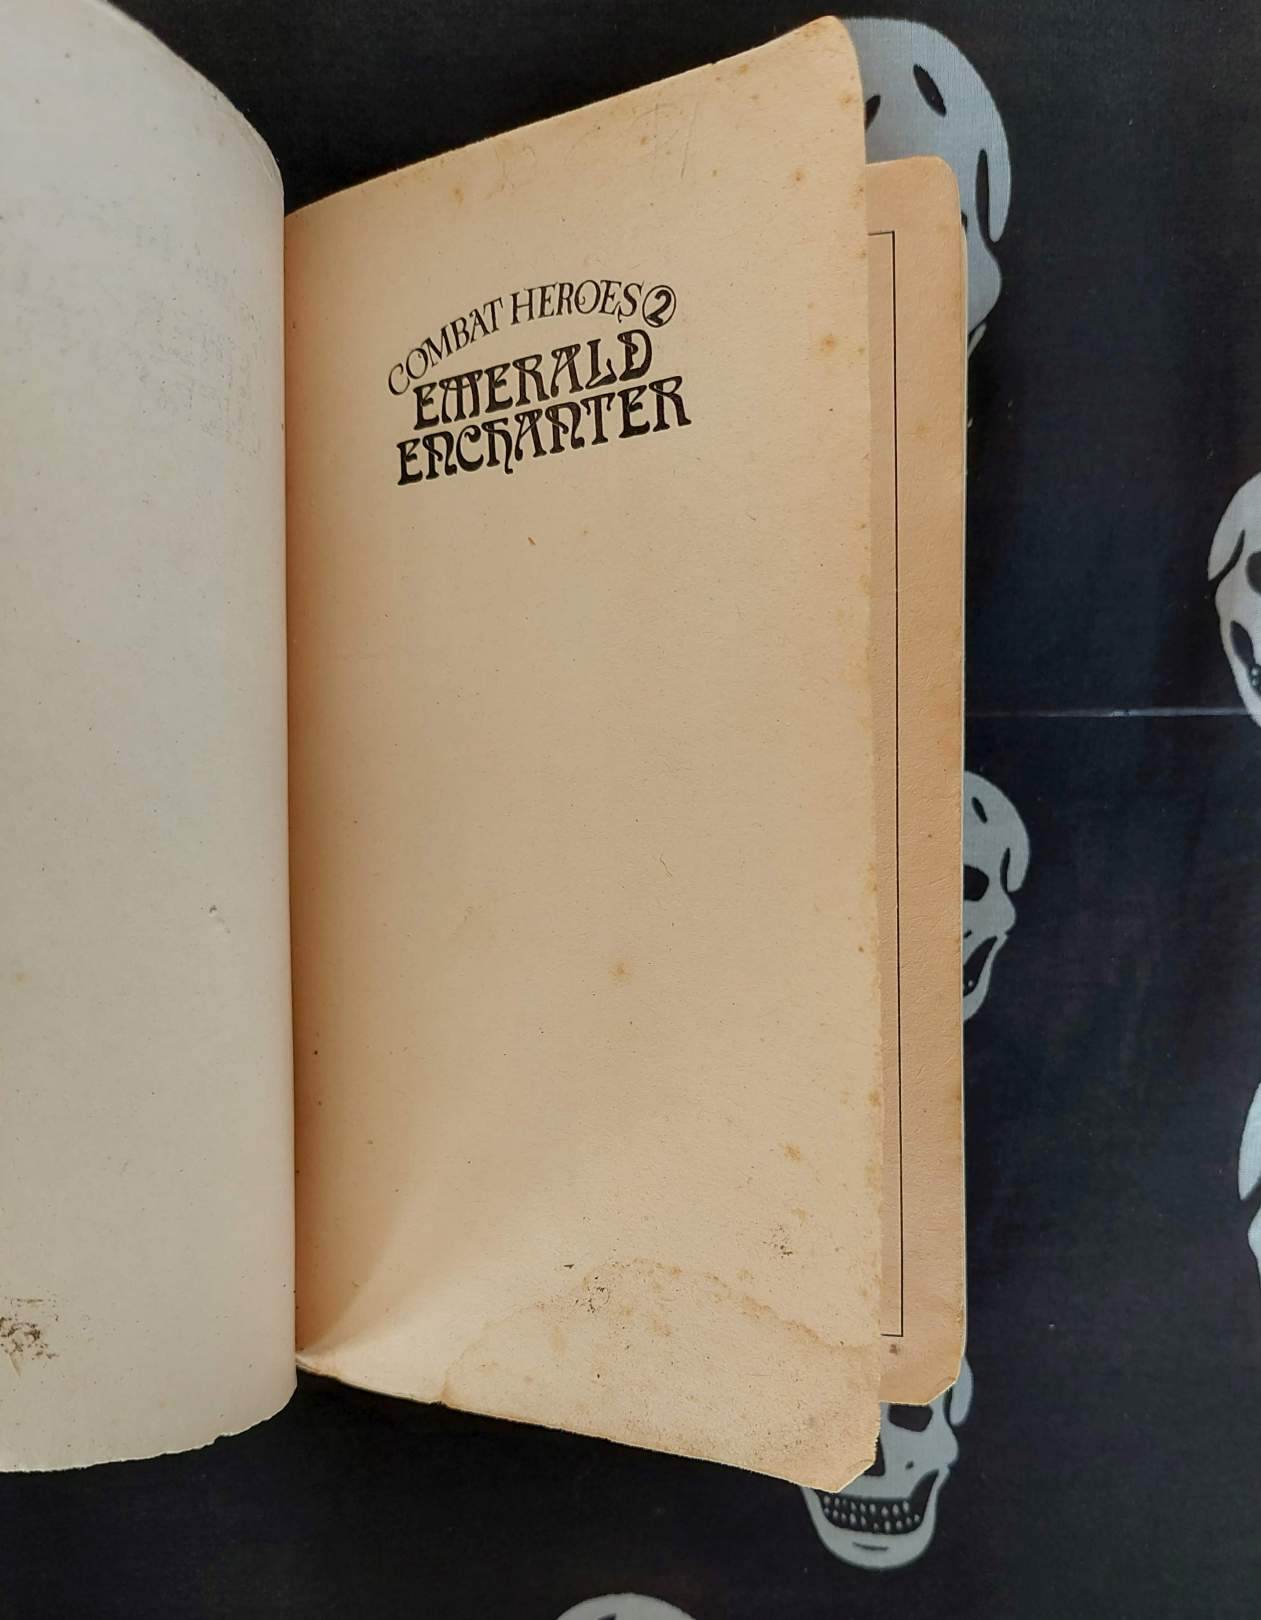 COMBAT HEROES 2
EMERALD
ENCHANTER